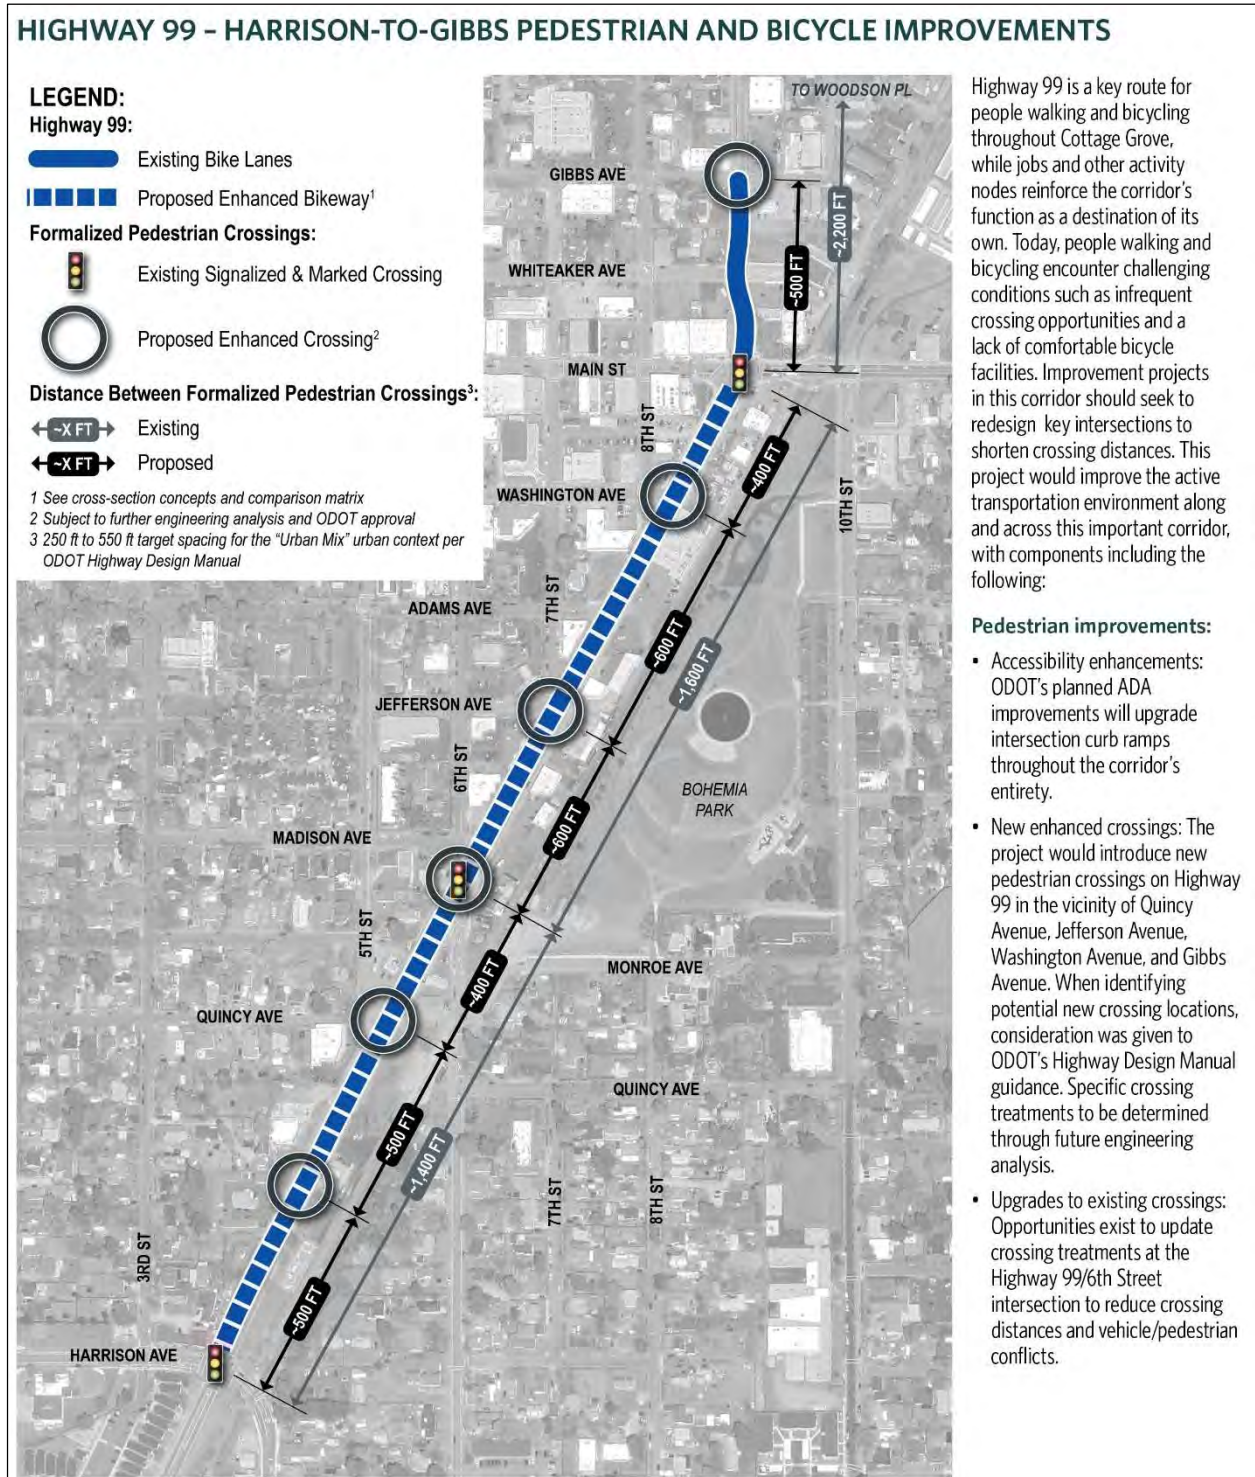 HIGHWAY 99 – HARRISON-TO-GIBBS PEDESTRIAN AND BICYCLE IMPROVEMENTS
LEGEND:
Highway 99:
Existing Bike Lanes
Proposed Enhanced Bikeway1
Formalized Pedestrian Crossings:
Existing Signalized & Marked Crossing
Proposed Enhanced Crossing2
Distance Between Formalized Pedestrian Crossings3:
~X FT Existing
~X FT Proposed
1 See cross-section concepts and comparison matrix
2 Subject to further engineering analysis and ODOT approval
3 250 ft to 550 ft target spacing for the “Urban Mix” urban context per
ODOT Highway Design Manual
TO WOODSON PL
GIBBS AVE
~2,200 FT
WHITEAKER AVE
~500 FT
MAIN ST
8TH ST
~400 FT
WASHINGTON AVE
10TH ST
7TH ST
ADAMS AVE
~600 FT
~1,600 FT
JEFFERSON AVE
6TH ST
BOHEMIA
PARK
~600 FT
MADISON AVE
5TH ST
MONROE AVE
~400 FT
QUINCY AVE
QUINCY AVE
~500 FT
~1,400 FT
7TH ST
8TH ST
3RD ST
~500 FT
HARRISON AVE
Highway 99 is a key route for
people walking and bicycling
throughout Cottage Grove,
while jobs and other activity
nodes reinforce the corridor’s
function as a destination of its
own. Today, people walking and
bicycling encounter challenging
conditions such as infrequent
crossing opportunities and a
lack of comfortable bicycle
facilities. Improvement projects
in this corridor should seek to
redesign key intersections to
shorten crossing distances. This
project would improve the active
transportation environment along
and across this important corridor,
with components including the
following:
Pedestrian improvements:
• Accessibility enhancements:
ODOT’s planned ADA
improvements will upgrade
intersection curb ramps
throughout the corridor’s
entirety.
• New enhanced crossings: The
project would introduce new
pedestrian crossings on Highway
99 in the vicinity of Quincy
Avenue, Jefferson Avenue,
Washington Avenue, and Gibbs
Avenue. When identifying
potential new crossing locations,
consideration was given to
ODOT’s Highway Design Manual
guidance. Specific crossing
treatments to be determined
through future engineering
analysis.
• Upgrades to existing crossings:
Opportunities exist to update
crossing treatments at the
Highway 99/6th Street
intersection to reduce crossing
distances and vehicle/pedestrian
conflicts.